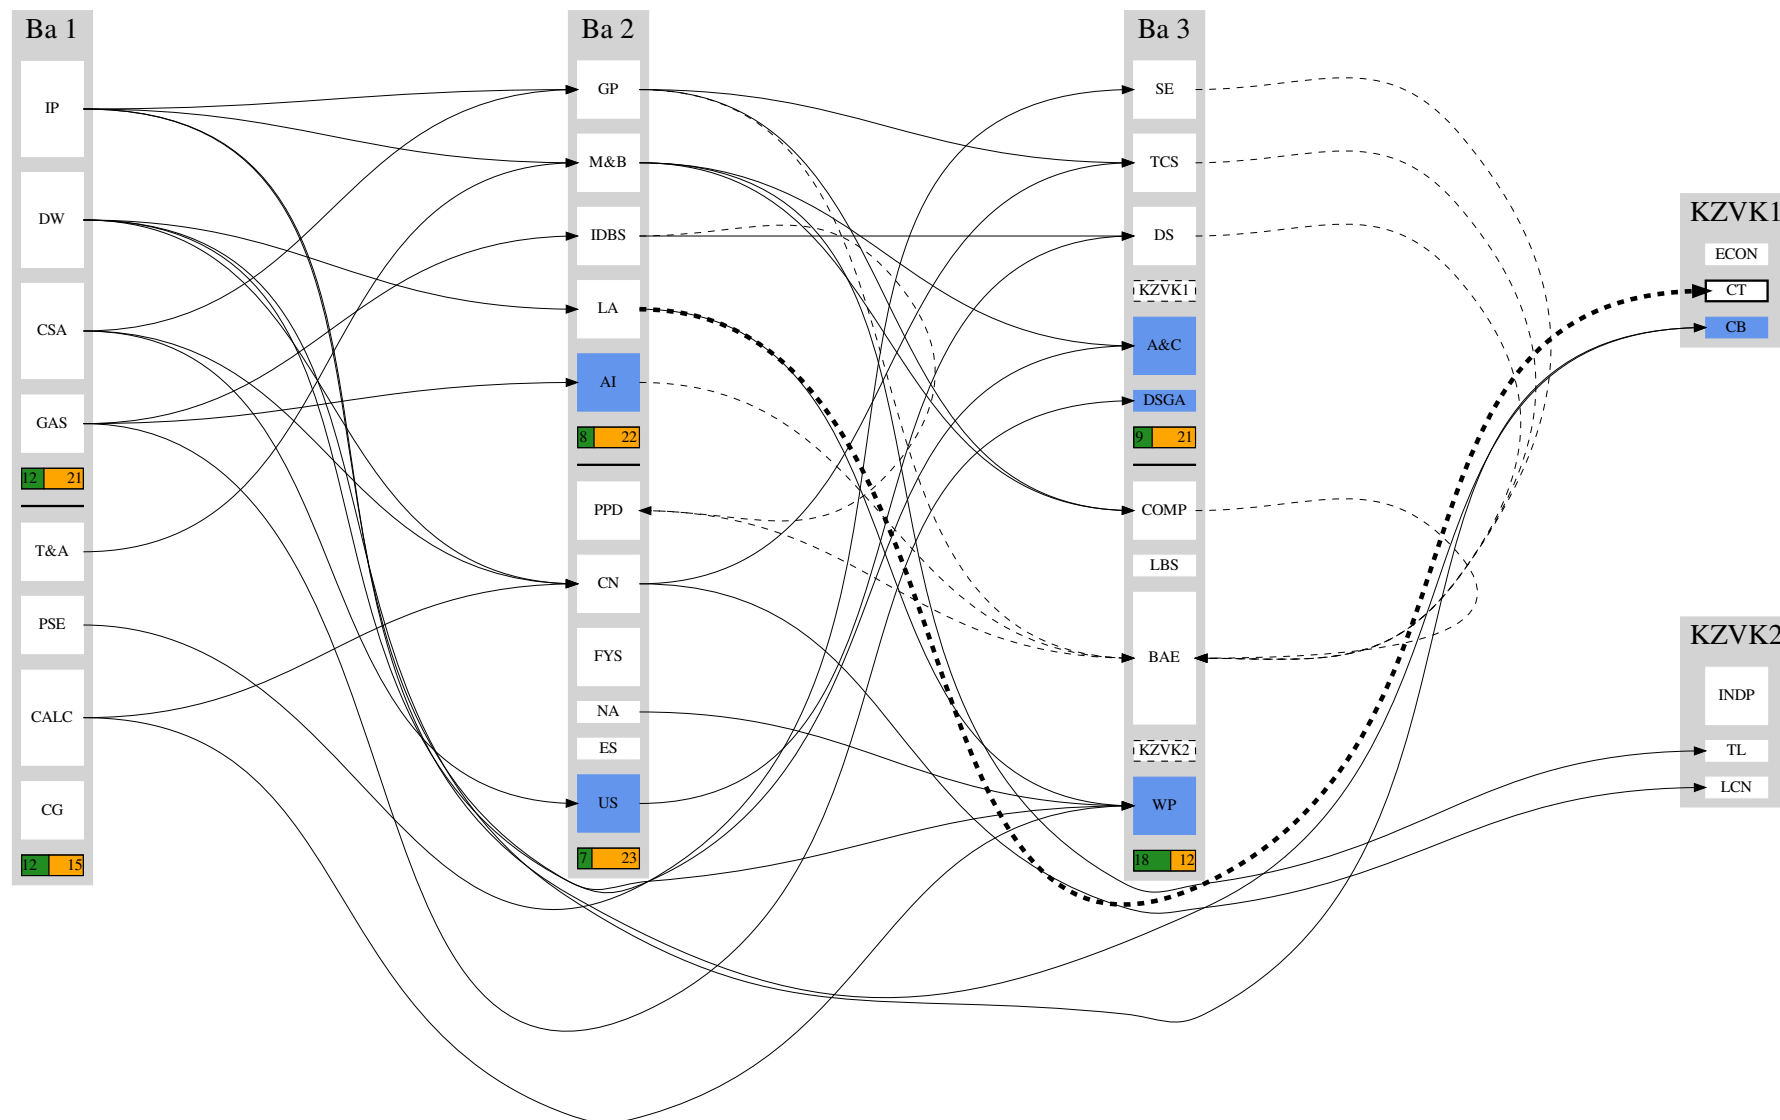 Ba 1
IP
DW
CSA
GAS
12 21
T&A
PSE
CALC
CG
12 15
Ba 2
GP
M&B
IDBS
LA
AI
8 22
PPD
CN
FYS
NA
ES
US
7 23
Ba 3
SE
TCS
DS
KZVK1
A&C
DSGA
9 21
COMP
LBS
BAE
KZVK2
WP
18 12
KZVK1
ECON
CT
CB
KZVK2
INDP
TL
LCN